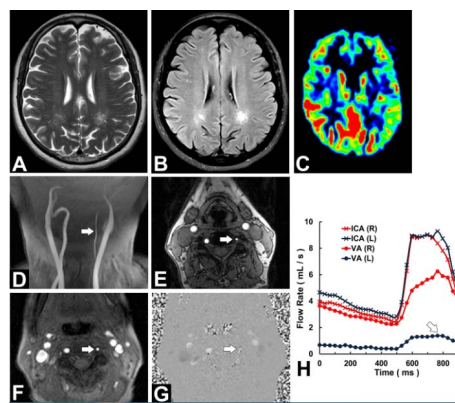 A
B
C
D
E
F
G
H
ICA (R)
ICA (L)
VA (R)
VA (L)
Flow Rate ( mL / s )
10
8
6
4
2
0
0 200 400 600 800
Time ( ms )